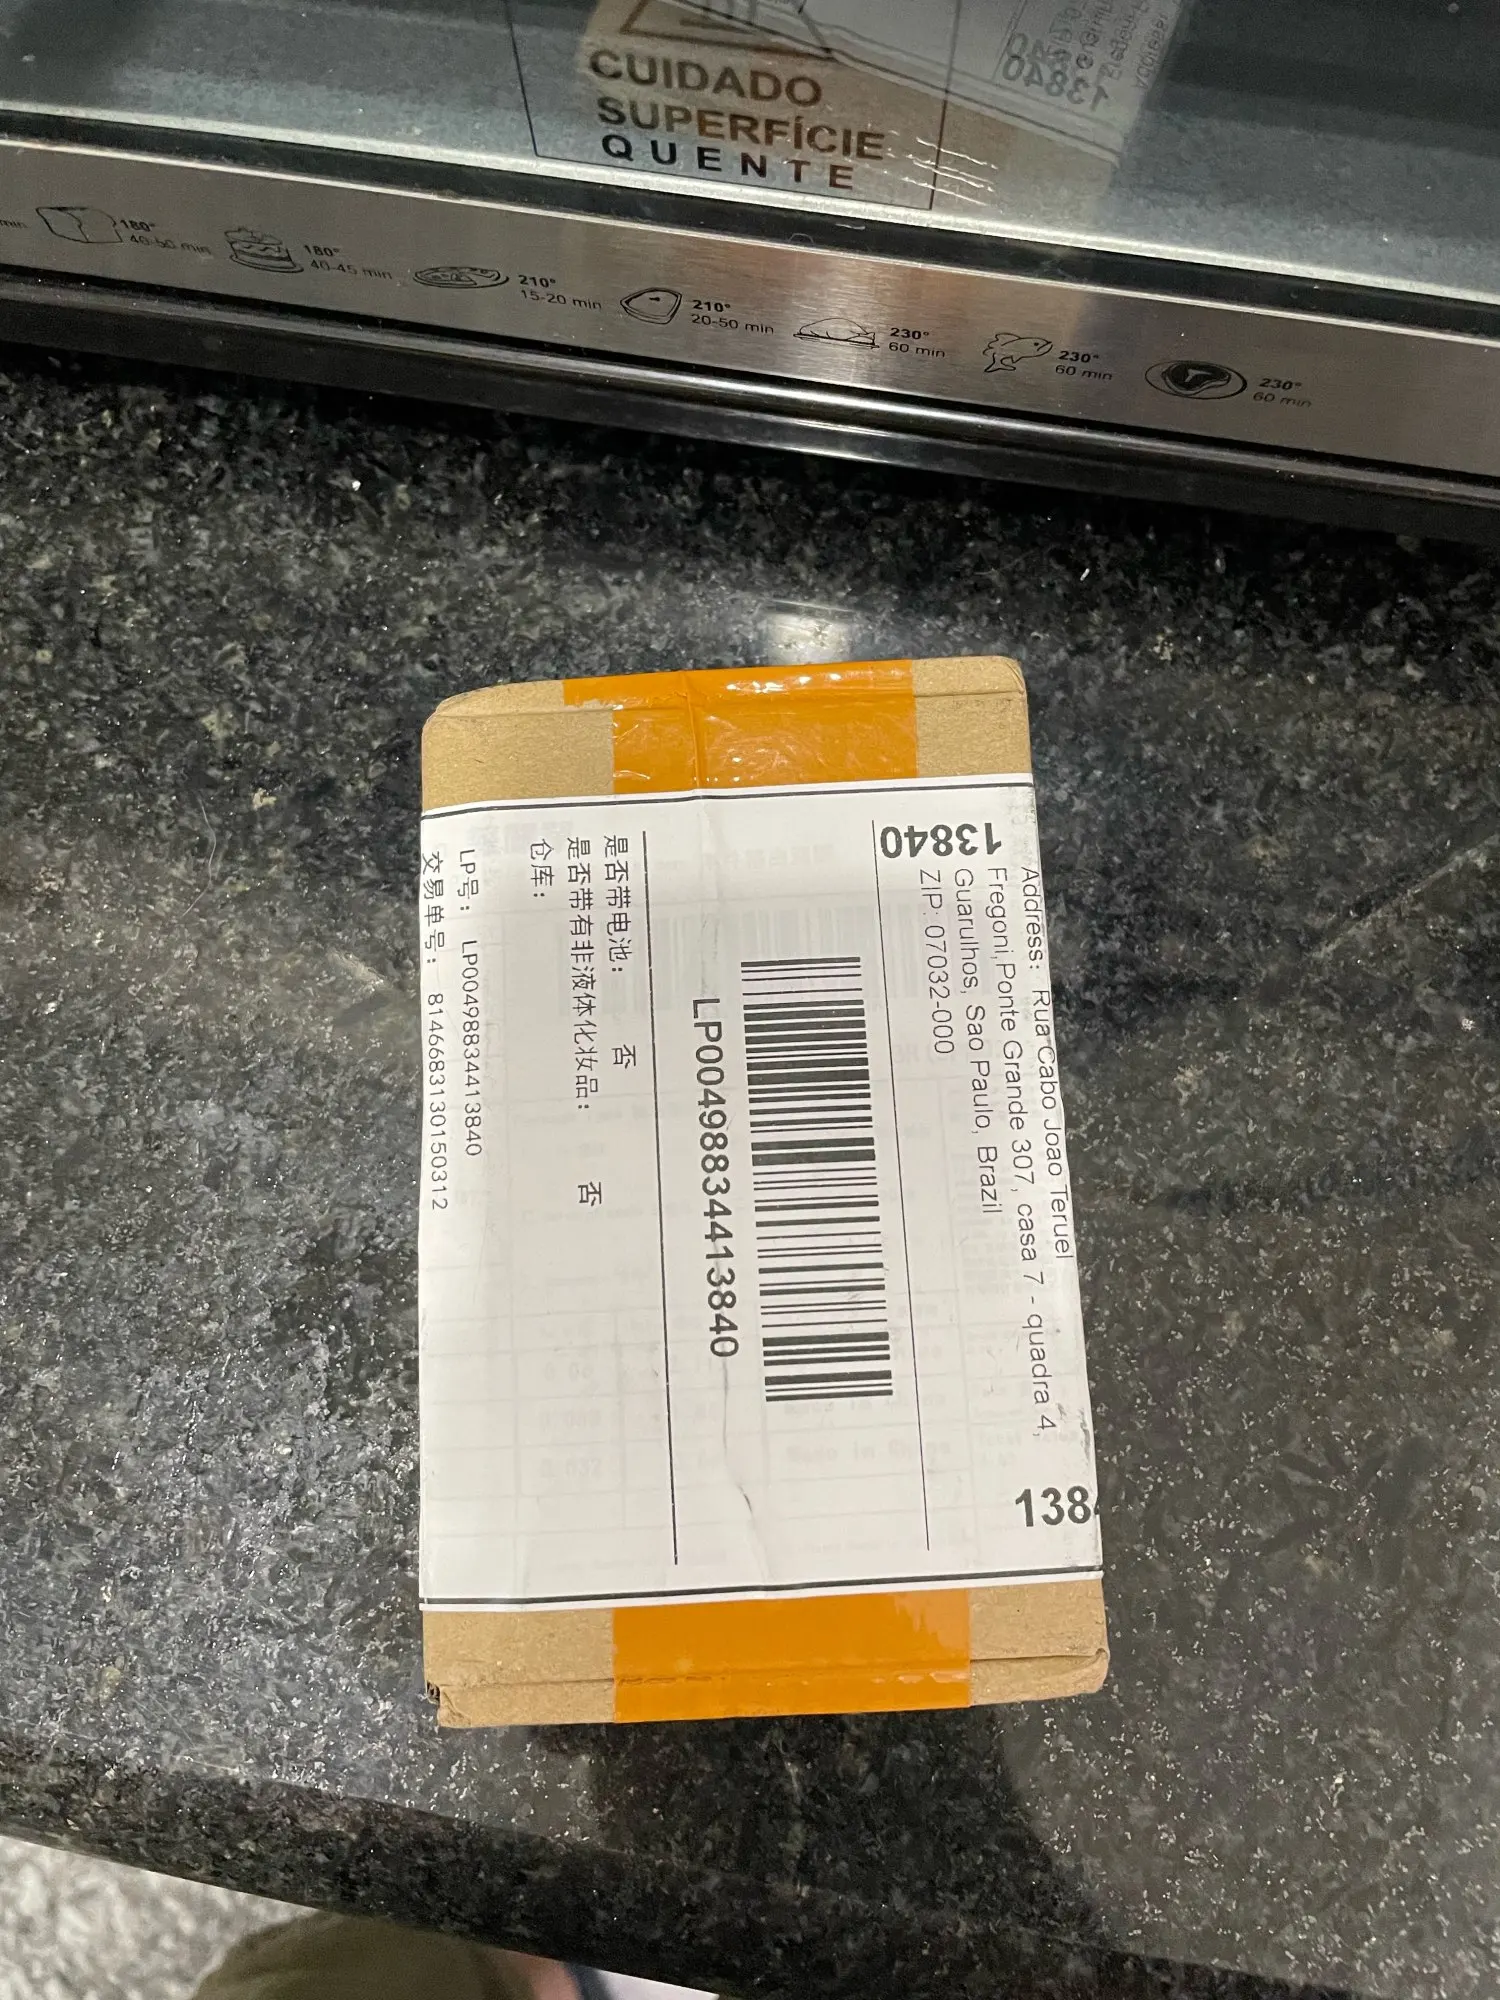 CUIDADO
SUPERFÍCIE
QUENTE
min
180°
40-50 min
180°
40-45 min
210°
15-20 min
210°
20-50 min
230°
60 min
230°
60 min
230°
60 min
13840
Address: Rua Cabo Joao Teruel
Fregoni,Ponte Grande 307, casa 7 - quadra 4,
Guarulhos, Sao Paulo, Brazil
ZIP: 07032-000
138
LP00498834413840
是否带电池: 否
是否带有非液体化妆品: 否
仓库:
LP号: LP00498834413840
交易单号: 8146683130150312